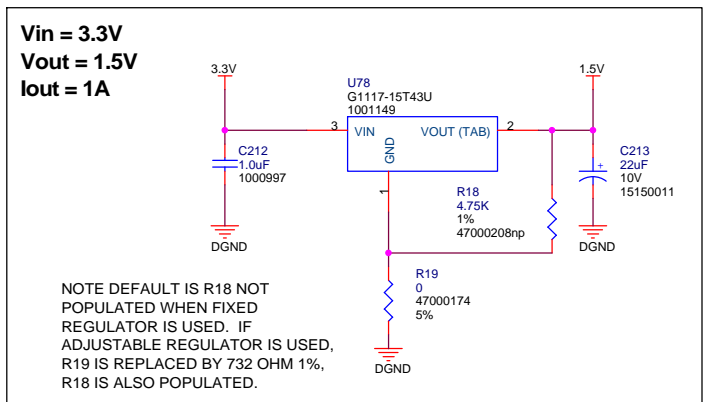 Vin = 3.3V
Vout = 1.5V
Iout = 1A
3.3V
1.5V
U78
G1117-15T43U
1001149
3
VIN
VOUT (TAB)
2
GND
1
C212
1.0uF
1000997
DGND
C213
22uF
10V
15150011
+
DGND
R18
4.75K
1%
47000208np
R19
0
47000174
5%
DGND
NOTE DEFAULT IS R18 NOT
POPULATED WHEN FIXED
REGULATOR IS USED. IF
ADJUSTABLE REGULATOR IS USED,
R19 IS REPLACED BY 732 OHM 1%,
R18 IS ALSO POPULATED.